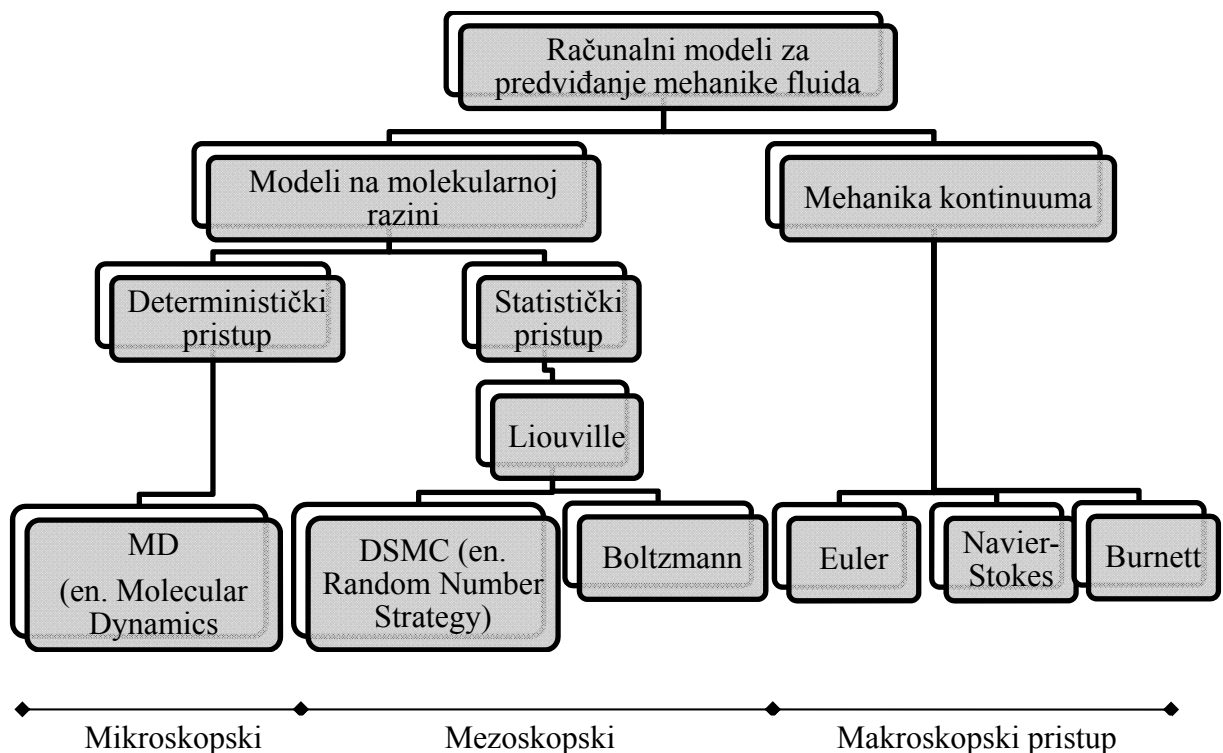 Računalni modeli za
predviđanje mehanike fluida
Modeli na molekularnoj
razini
Mehanika kontinuuma
Deterministički
pristup
Statistički
pristup
Liouville
MD
(en. Molecular
Dynamics
DSMC (en.
Random Number
Strategy)
Boltzmann
Euler
Navier-
Stokes
Burnett
Mikroskopski
Mezoskopski
Makroskopski pristup